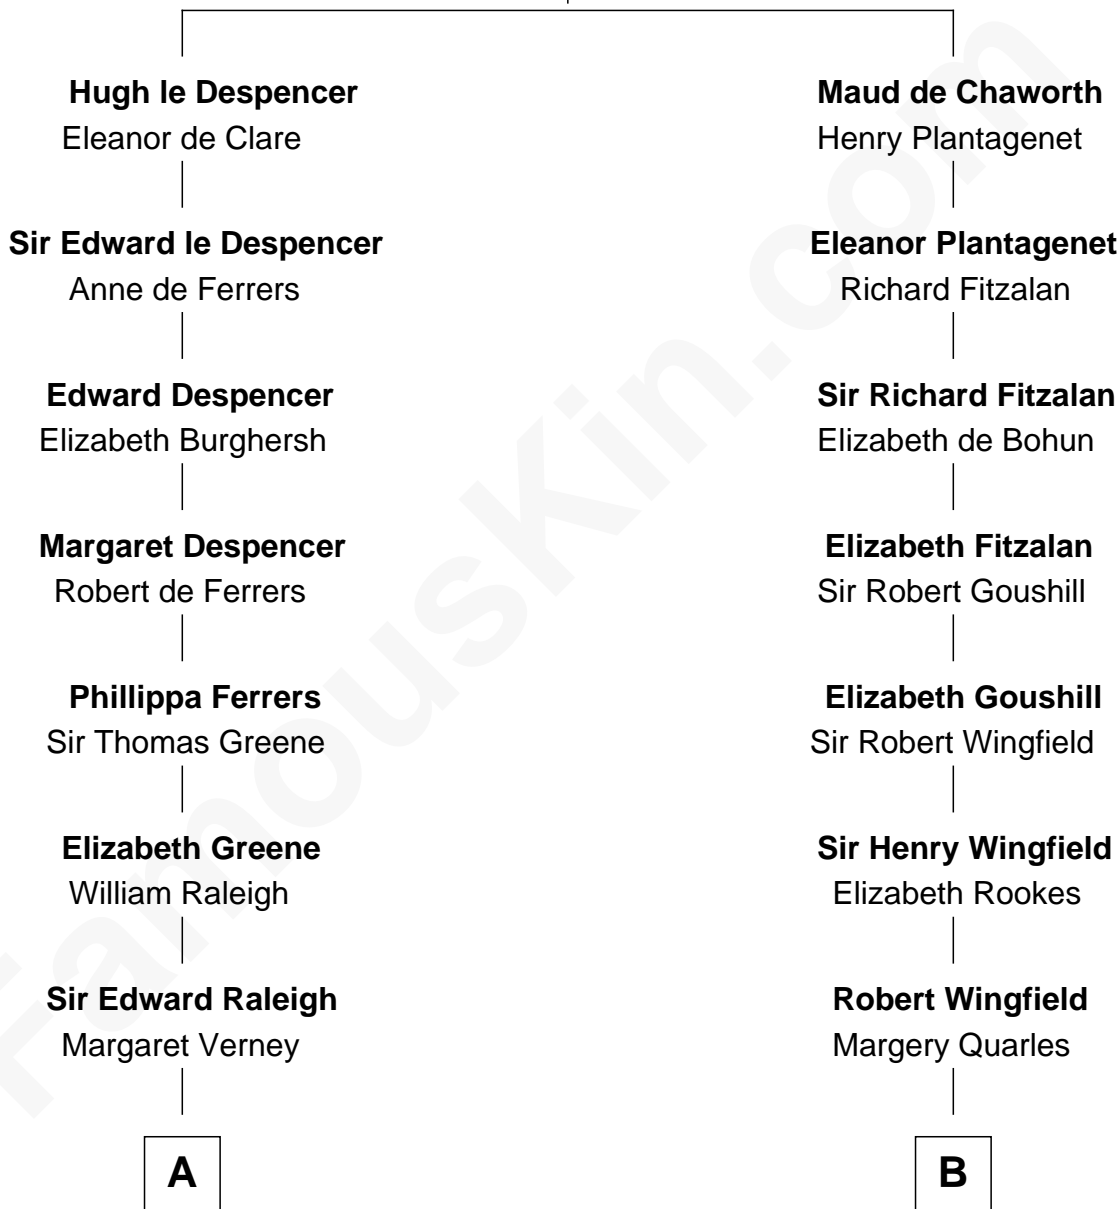 Hugh le Despencer
Eleanor de Clare
Sir Edward le Despencer
Anne de Ferrers
Edward Despencer
Elizabeth Burghersh
Margaret Despencer
Robert de Ferrers
Phillippa Ferrers
Sir Thomas Greene
Elizabeth Greene
William Raleigh
Sir Edward Raleigh
Margaret Verney
A
Maud de Chaworth
Henry Plantagenet
Eleanor Plantagenet
Richard Fitzalan
Sir Richard Fitzalan
Elizabeth de Bohun
Elizabeth Fitzalan
Sir Robert Goushill
Elizabeth Goushill
Sir Robert Wingfield
Sir Henry Wingfield
Elizabeth Rookes
Robert Wingfield
Margery Quarles
B
FamousKin.com